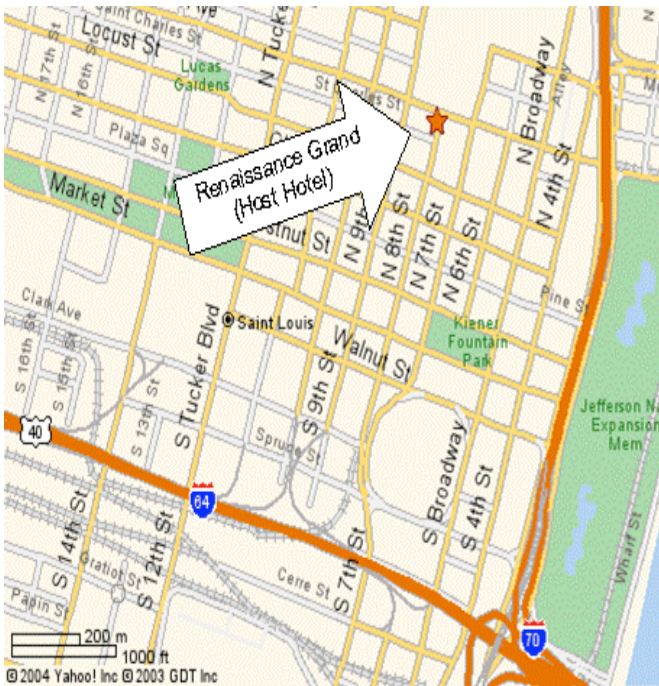 Saint Charles St
Ave
Locust St
N Tucker
N 17th St
N 16th St
Lucas
Gardens
St Charles St
N Broadway
Alley
Plaza Sq
Renaissance Grand
(Host Hotel)
N 4th St
Market St
stnut St
N 9th St
N 8th St
N 7th St
N 6th St
Pine St
Clark Ave
Saint Louis
Kiener
Fountain
Park
Walnut St
S 16th St
S 15th St
S 13th St
S Tucker Blvd
S 9th St
Jefferson N
Expansion
Mem
40
Spruce St
S Broadway
S 4th St
64
S 14th St
S 12th St
Gratiot St
Cerre St
S 7th St
Wharf St
Papin St
70
200 m
1000 ft
© 2004 Yahoo! Inc © 2003 GDT Inc